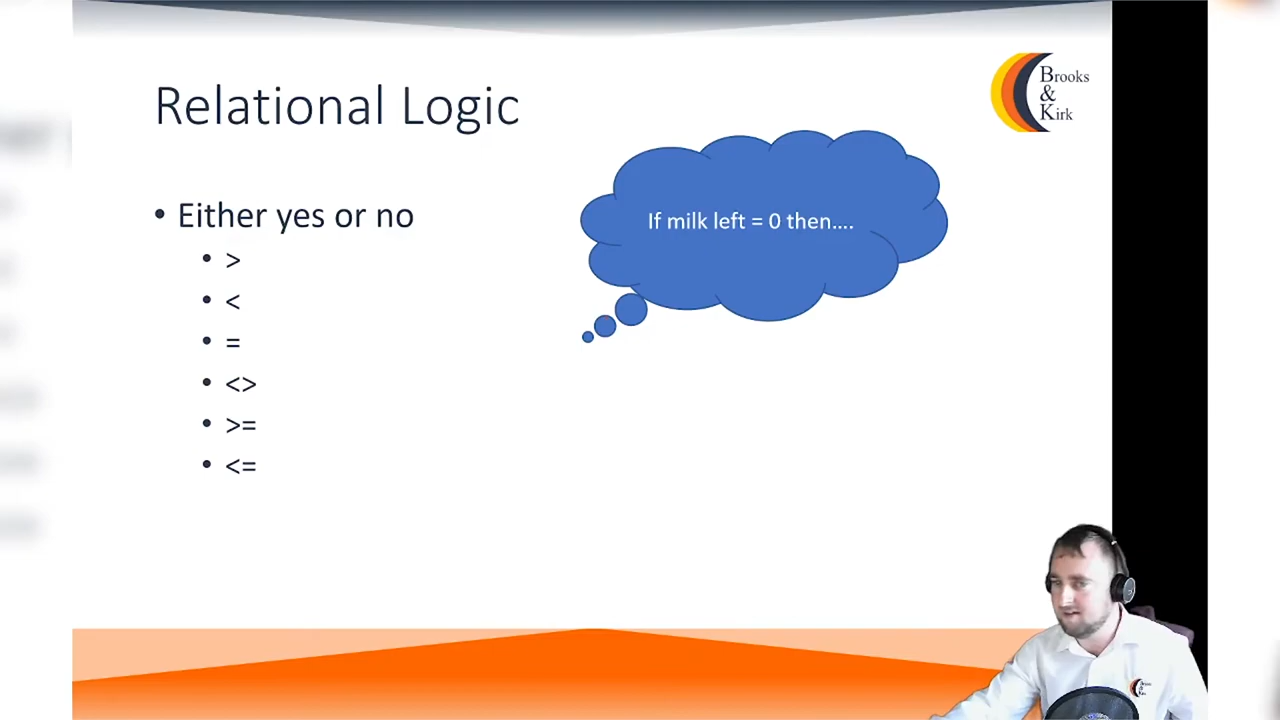 Relational Logic
Brooks
&
Kirk
If milk left = 0 then....
• Either yes or no
• >
• <
• =
• <>
• >=
• <=